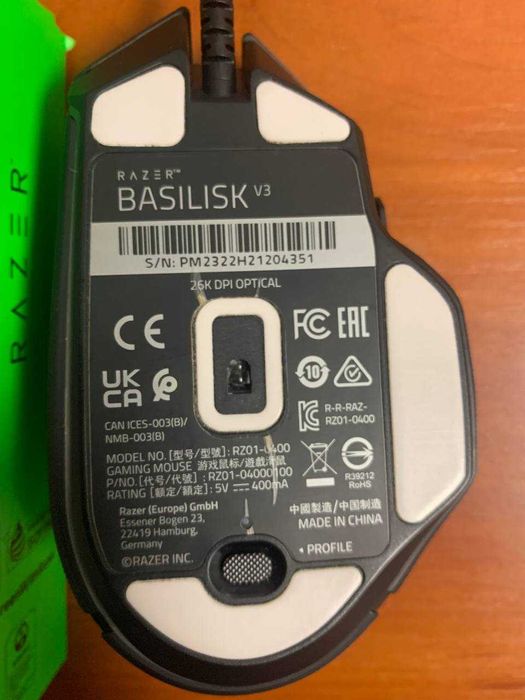 RAZER
RAZER™
BASILISK V3
S/N: PM2322H21204351
26K DPI OPTICAL
CE
FC EAC
UK
CA
10
CAN ICES-003(B)/
NMB-003(B)
R-R-RAZ-
RZ01-0400
MODEL NO.[型号/型號]: RZ01-0400
GAMING MOUSE 游戏鼠标/遊戲滑鼠
P/NO.[代号/代號]: RZ01-04000100
RATING [额定/額定]: 5V ⎓ 400mA
R39212
RoHS
Razer (Europe) GmbH
Essener Bogen 23,
22419 Hamburg,
Germany
©RAZER INC.
中國製造/中国制造
MADE IN CHINA
◂ PROFILE